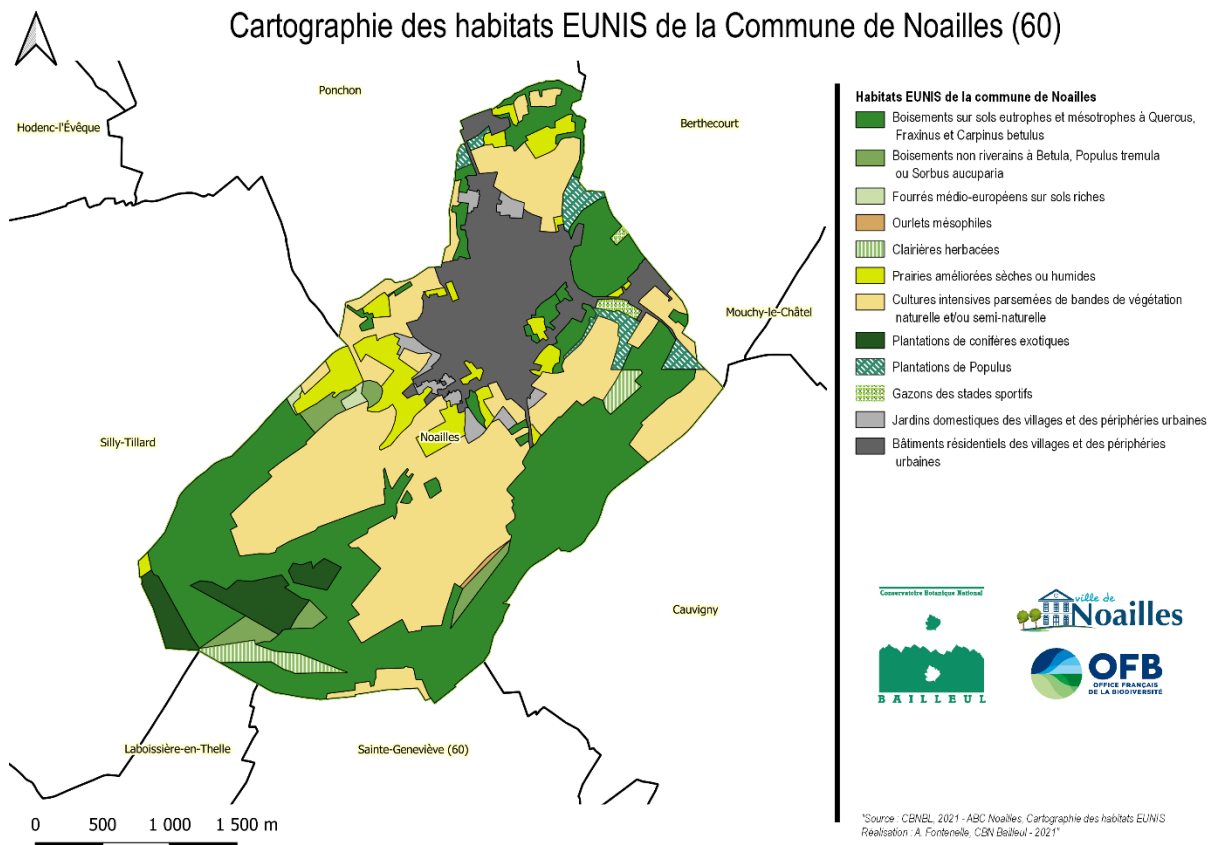 Cartographie des habitats EUNIS de la Commune de Noailles (60)
Ponchon
Hodenc-l'Évêque
Berthecourt
Mouchy-le-Châtel
Silly-Tillard
Noailles
Cauvigny
Laboissière-en-Thelle
Sainte-Geneviève (60)
0 500 1 000 1 500 m
Habitats EUNIS de la commune de Noailles
Boisements sur sols eutrophes et mésotrophes à Quercus,
Fraxinus et Carpinus betulus
Boisements non riverains à Betula, Populus tremula
ou Sorbus aucuparia
Fourrés médio-européens sur sols riches
Ourlets mésophiles
Clairières herbacées
Prairies améliorées sèches ou humides
Cultures intensives parsemées de bandes de végétation
naturelle et/ou semi-naturelle
Plantations de conifères exotiques
Plantations de Populus
Gazons des stades sportifs
Jardins domestiques des villages et des périphéries urbaines
Bâtiments résidentiels des villages et des périphéries
urbaines
Conservatoire Botanique National
BAILLEUL
ville de
Noailles
OFB
OFFICE FRANÇAIS
DE LA BIODIVERSITÉ
"Source : CBNBL, 2021 - ABC Noailles, Cartographie des habitats EUNIS
Réalisation : A. Fontenelle, CBN Bailleul - 2021"